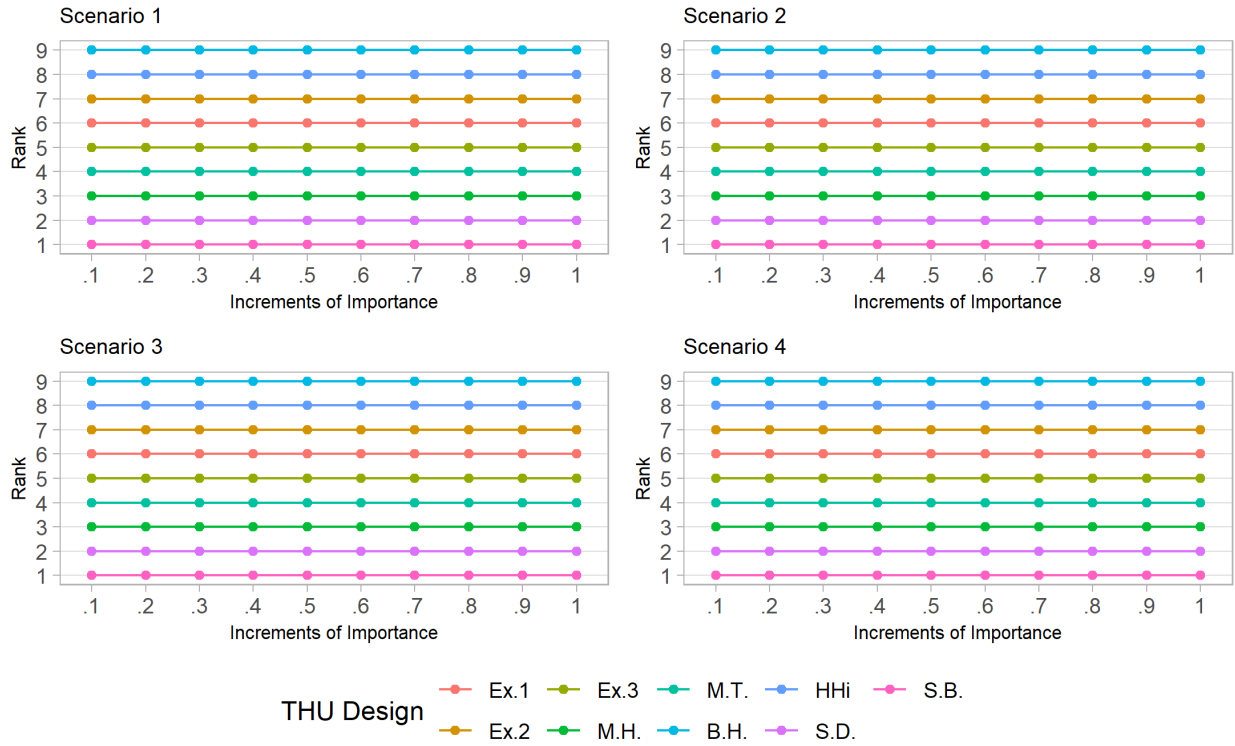 Scenario 1
9
8
7
6
5
4
3
2
1
Rank
.1 .2 .3 .4 .5 .6 .7 .8 .9 1
Increments of Importance
Scenario 2
9
8
7
6
5
4
3
2
1
Rank
.1 .2 .3 .4 .5 .6 .7 .8 .9 1
Increments of Importance
Scenario 3
9
8
7
6
5
4
3
2
1
Rank
.1 .2 .3 .4 .5 .6 .7 .8 .9 1
Increments of Importance
Scenario 4
9
8
7
6
5
4
3
2
1
Rank
.1 .2 .3 .4 .5 .6 .7 .8 .9 1
Increments of Importance
THU Design
Ex.1 Ex.3 M.T. HHi S.B.
Ex.2 M.H. B.H. S.D.